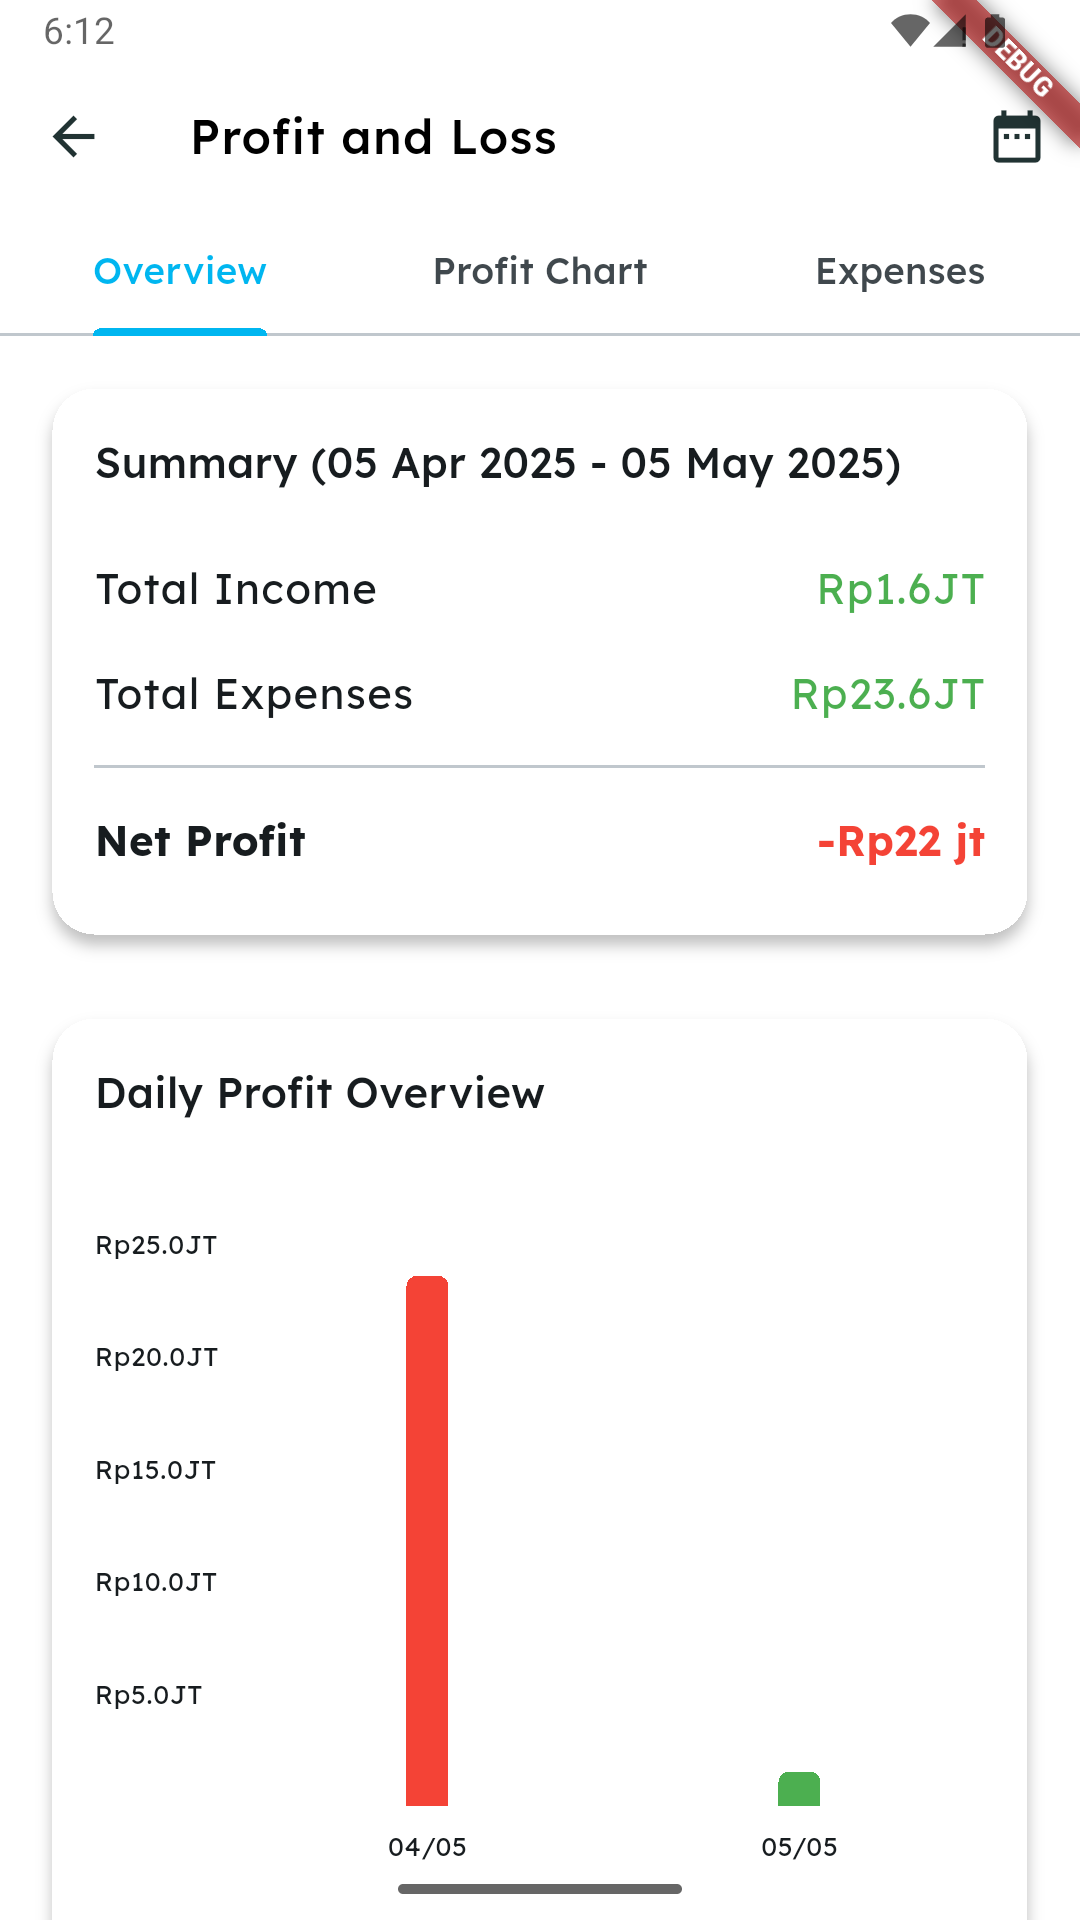 6:12
DEBUG
Profit and Loss
Overview
Profit Chart
Expenses
Summary (05 Apr 2025 - 05 May 2025)
Total Income
Rp1.6JT
Total Expenses
Rp23.6JT
Net Profit
-Rp22 jt
Daily Profit Overview
Rp25.0JT
Rp20.0JT
Rp15.0JT
Rp10.0JT
Rp5.0JT
04/05
05/05